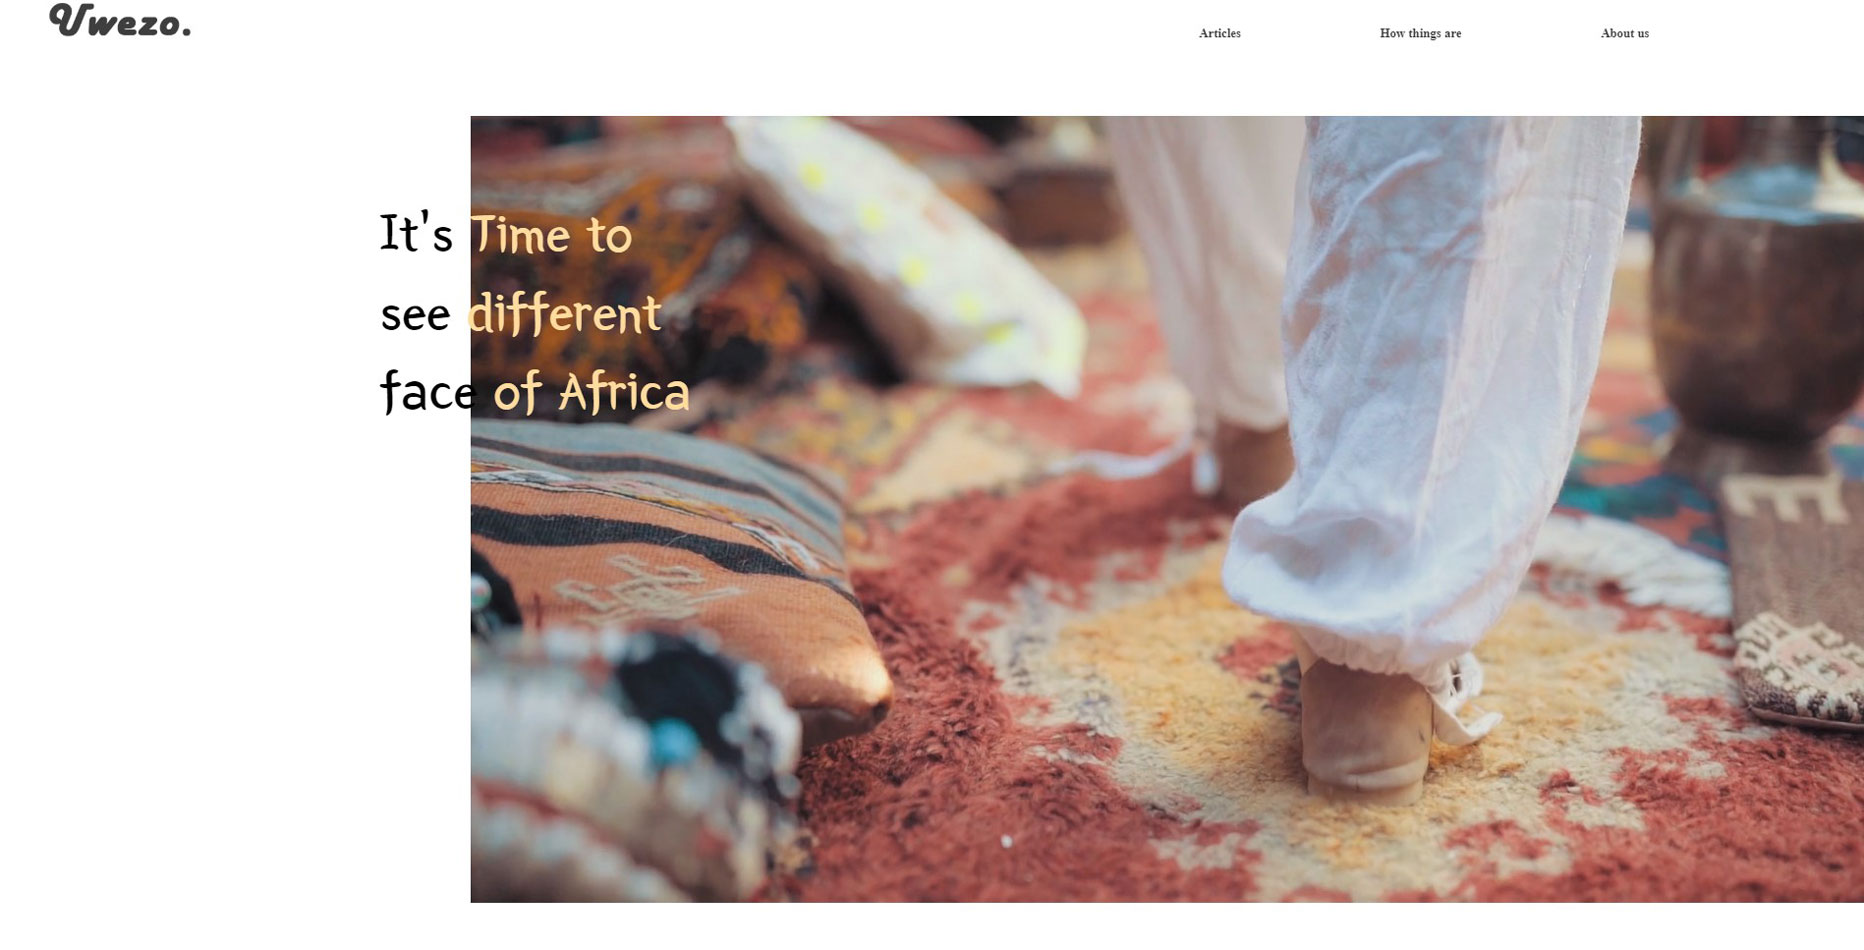 Uwezo.
Articles
How things are
About us
It's Time to
see different
face of Africa